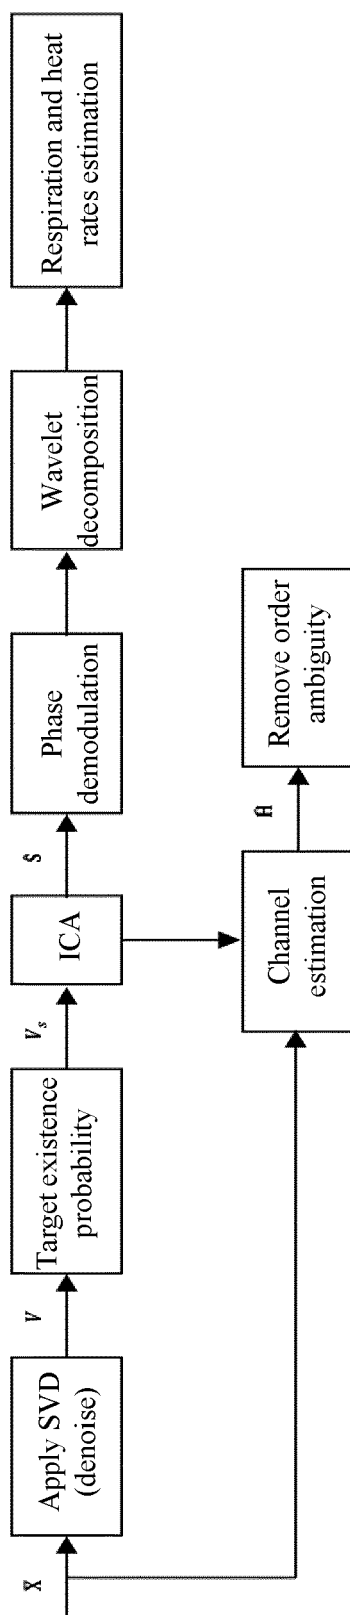 X
Apply SVD
(denoise)
V
Target existence
probability
Vs
ICA
Ŝ
Phase
demodulation
Wavelet
decomposition
Respiration and heat
rates estimation
Channel
estimation
Remove order
ambiguity